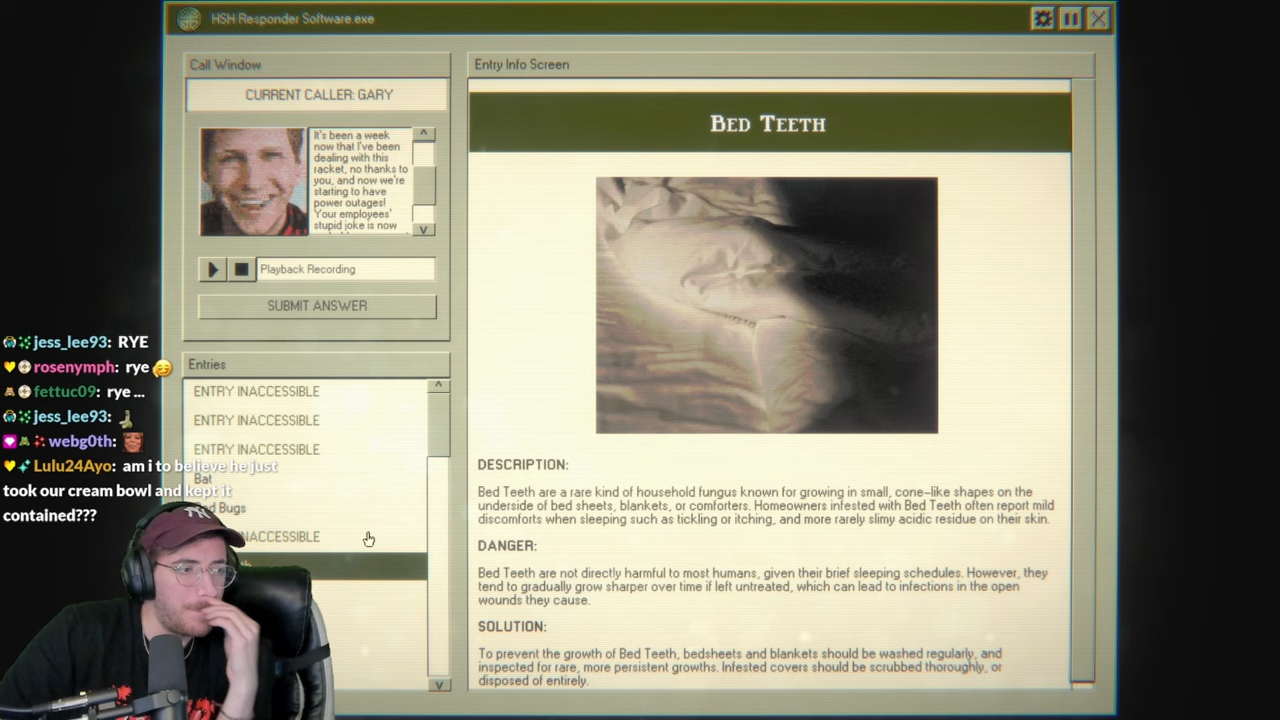 HSH Responder Software.exe
Call Window
CURRENT CALLER: GARY
It's been a week
now that I've been
dealing with this
racket, no thanks to
you, and now we're
starting to have
power outages!
Your employees'
stupid joke is now
Playback Recording
SUBMIT ANSWER
Entries
ENTRY INACCESSIBLE
ENTRY INACCESSIBLE
ENTRY INACCESSIBLE
Bat
Bugs
INACCESSIBLE
Entry Info Screen
BED TEETH
DESCRIPTION:
Bed Teeth are a rare kind of household fungus known for growing in small, cone-like shapes on the
underside of bed sheets, blankets, or comforters. Homeowners infested with Bed Teeth often report mild
discomforts when sleeping such as tickling or itching, and more rarely slimy acidic residue on their skin.
DANGER:
Bed Teeth are not directly harmful to most humans, given their brief sleeping schedules. However, they
tend to gradually grow sharper over time if left untreated, which can lead to infections in the open
wounds they cause.
SOLUTION:
To prevent the growth of Bed Teeth, bedsheets and blankets should be washed regularly, and
inspected for rare, more persistent growths. Infested covers should be scrubbed thoroughly, or
disposed of entirely.
jess_lee93: RYE
rosenymph: rye
fettuc09: rye ...
jess_lee93:
webg0th:
Lulu24Ayo: am i to believe he just
took our cream bowl and kept it
contained???